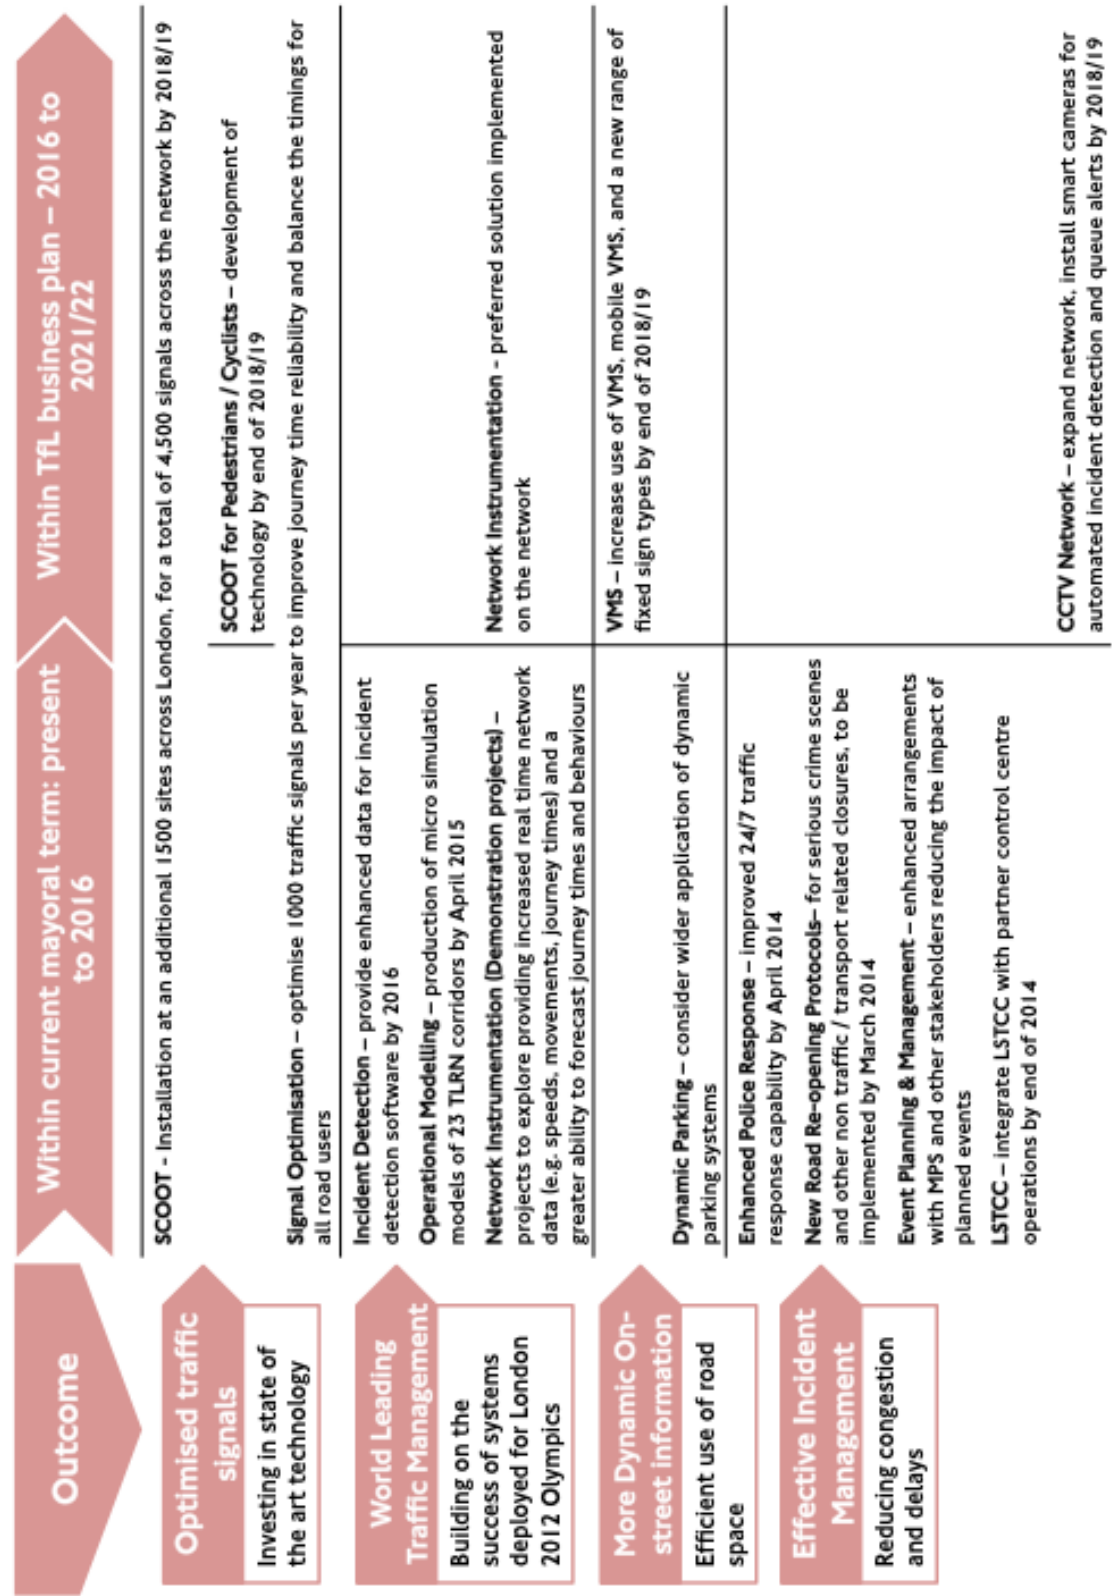 Outcome
Within current mayoral term: present
to 2016
Within TfL business plan – 2016 to
2021/22
Optimised traffic
signals
Investing in state of
the art technology
SCOOT - Installation at an additional 1500 sites across London, for a total of 4,500 signals across the network by 2018/19
SCOOT for Pedestrians / Cyclists – development of
technology by end of 2018/19
Signal Optimisation – optimise 1000 traffic signals per year to improve journey time reliability and balance the timings for
all road users
World Leading
Traffic Management
Building on the
success of systems
deployed for London
2012 Olympics
Incident Detection – provide enhanced data for incident
detection software by 2016
Operational Modelling – production of micro simulation
models of 23 TLRN corridors by April 2015
Network Instrumentation (Demonstration projects) –
projects to explore providing increased real time network
data (e.g. speeds, movements, journey times) and a
greater ability to forecast journey times and behaviours
Network Instrumentation - preferred solution implemented
on the network
More Dynamic On-
street information
Efficient use of road
space
VMS – increase use of VMS, mobile VMS, and a new range of
fixed sign types by end of 2018/19
Dynamic Parking – consider wider application of dynamic
parking systems
Effective Incident
Management
Reducing congestion
and delays
Enhanced Police Response – improved 24/7 traffic
response capability by April 2014
New Road Re-opening Protocols– for serious crime scenes
and other non traffic / transport related closures, to be
implemented by March 2014
Event Planning & Management – enhanced arrangements
with MPS and other stakeholders reducing the impact of
planned events
LSTCC – integrate LSTCC with partner control centre
operations by end of 2014
CCTV Network – expand network, install smart cameras for
automated incident detection and queue alerts by 2018/19